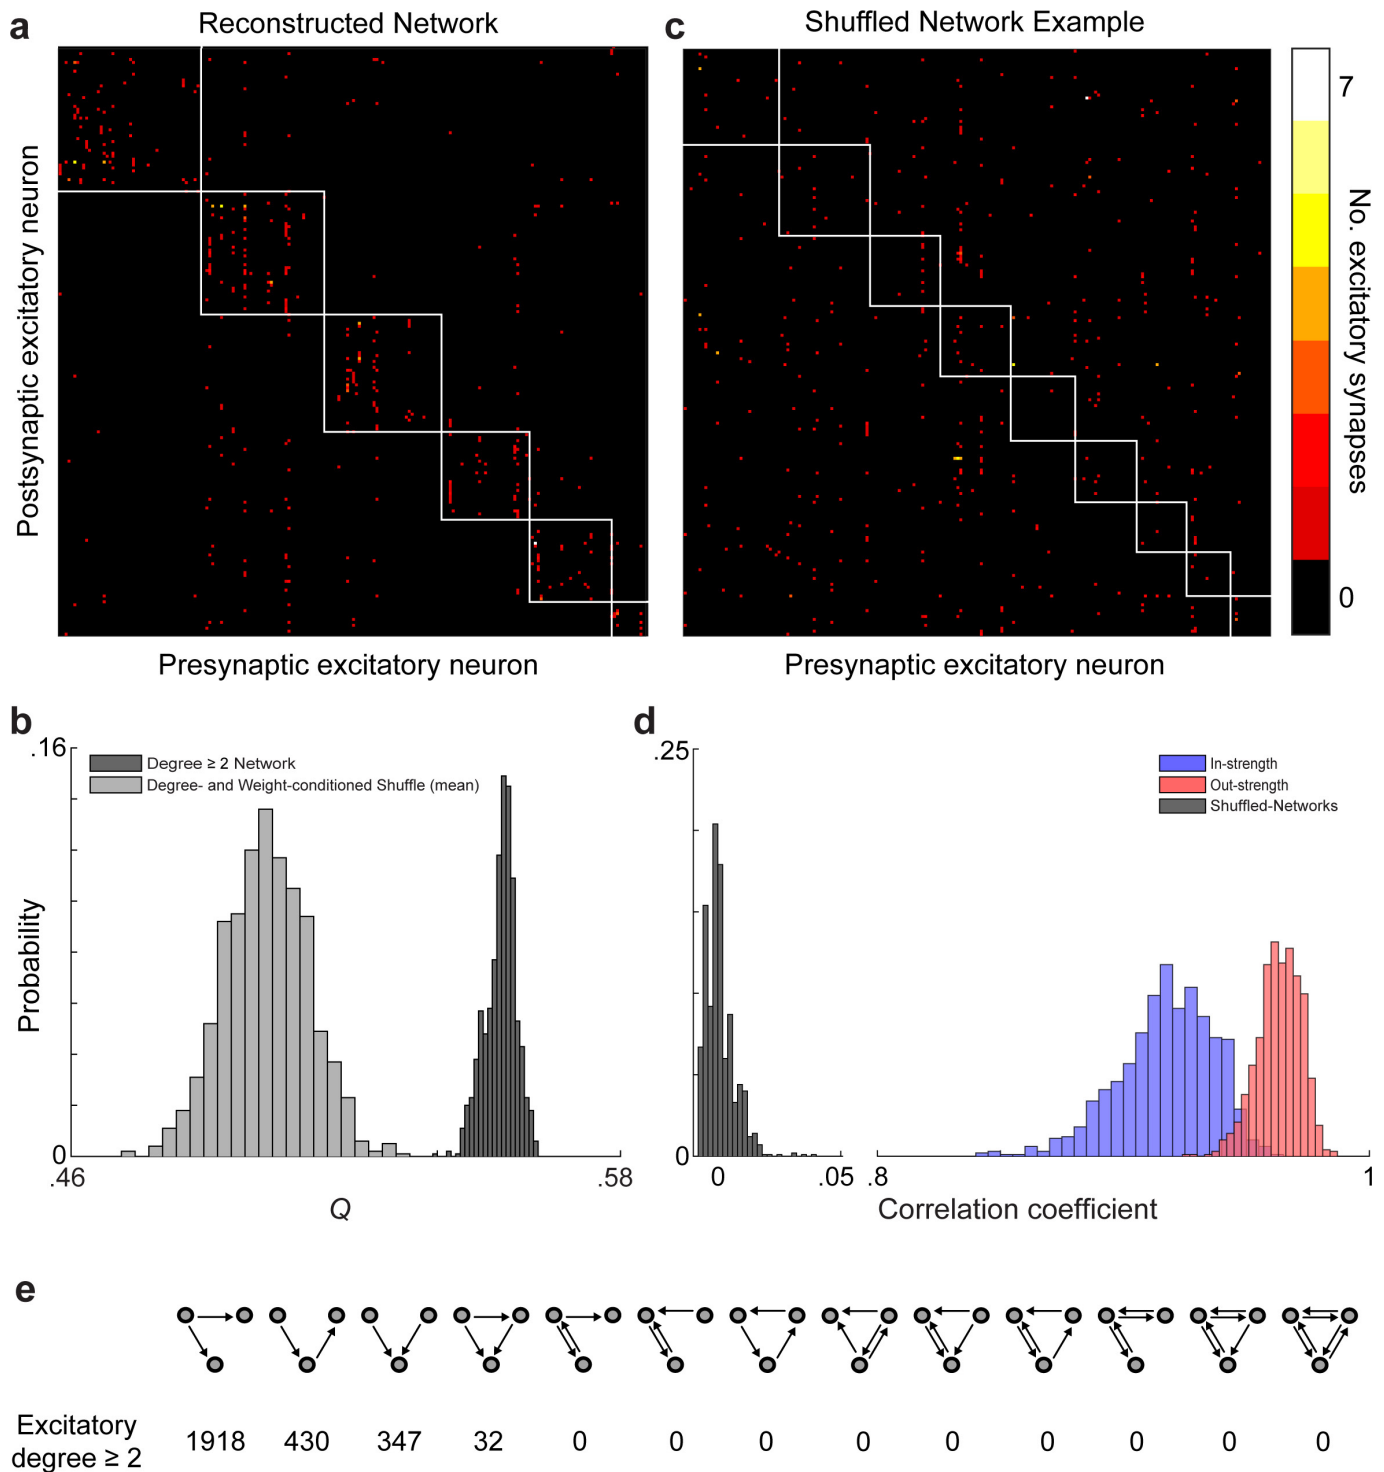 a
Reconstructed Network
c
Shuffled Network Example
Postsynaptic excitatory neuron
7
No. excitatory synapses
0
Presynaptic excitatory neuron
Presynaptic excitatory neuron
b
.16
Degree ≥ 2 Network
Degree- and Weight-conditioned Shuffle (mean)
Probability
0
.46
.58
Q
d
.25
In-strength
Out-strength
Shuffled-Networks
0
0
.05
.8
1
Correlation coefficient
e
Excitatory
degree ≥ 2
1918 430 347 32 0 0 0 0 0 0 0 0 0